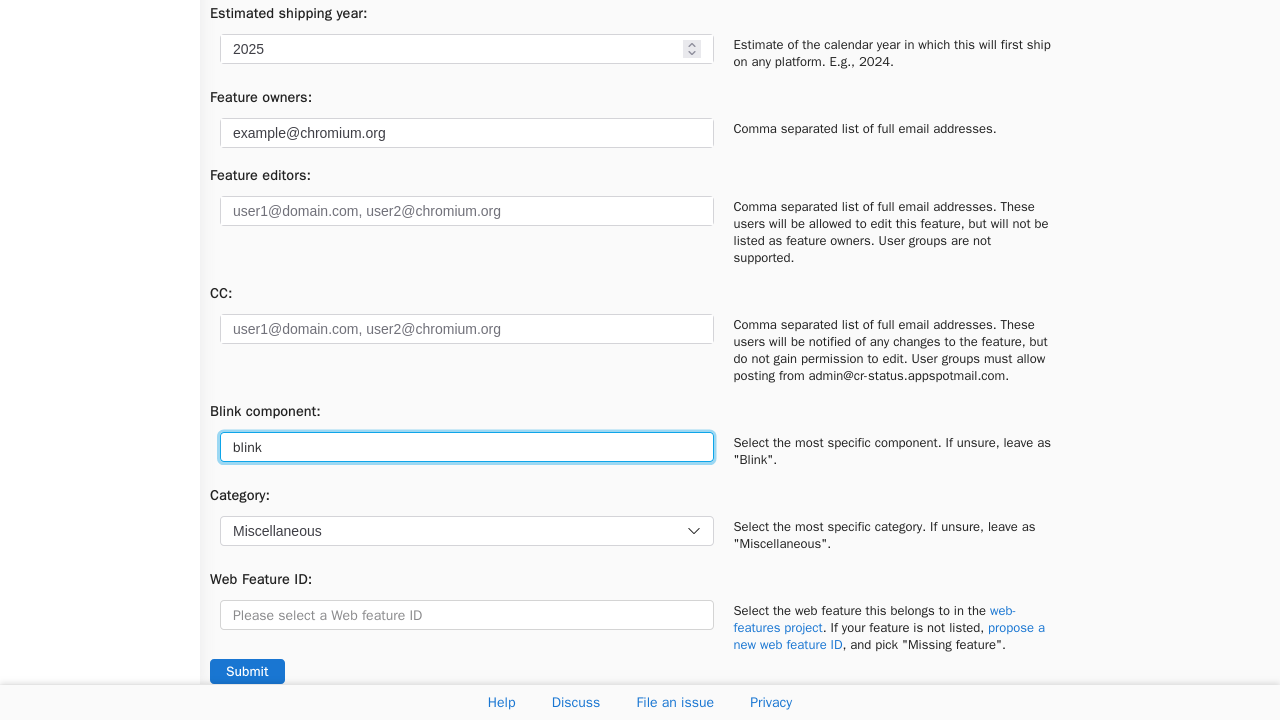 Estimated shipping year:
2025
Estimate of the calendar year in which this will first ship
on any platform. E.g., 2024.
Feature owners:
example@chromium.org
Comma separated list of full email addresses.
Feature editors:
user1@domain.com, user2@chromium.org
Comma separated list of full email addresses. These
users will be allowed to edit this feature, but will not be
listed as feature owners. User groups are not
supported.
CC:
user1@domain.com, user2@chromium.org
Comma separated list of full email addresses. These
users will be notified of any changes to the feature, but
do not gain permission to edit. User groups must allow
posting from admin@cr-status.appspotmail.com.
Blink component:
blink
Select the most specific component. If unsure, leave as
"Blink".
Category:
Miscellaneous
Select the most specific category. If unsure, leave as
"Miscellaneous".
Web Feature ID:
Please select a Web feature ID
Select the web feature this belongs to in the web-
features project. If your feature is not listed, propose a
new web feature ID, and pick "Missing feature".
Submit
Help Discuss File an issue Privacy